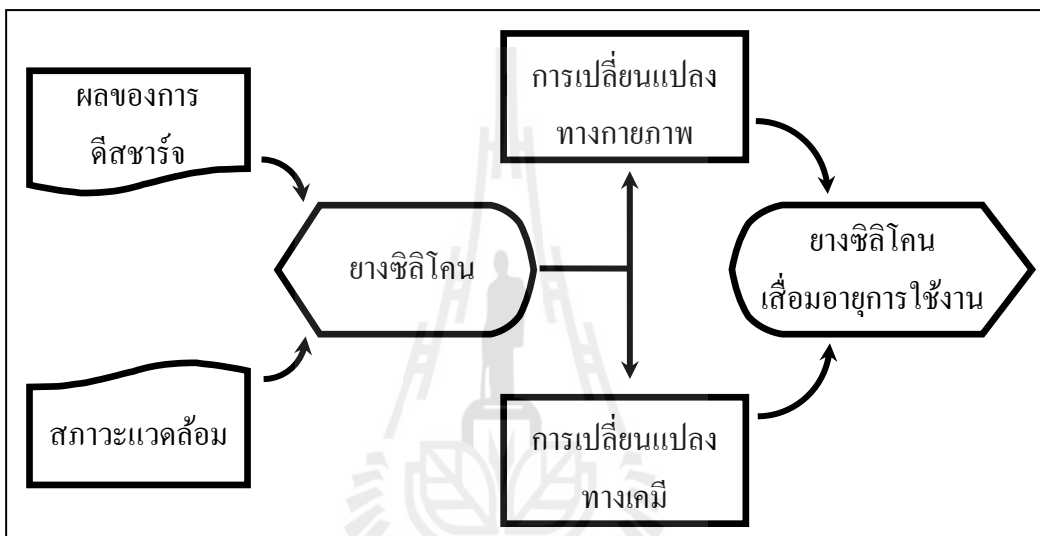 ผลของการ
ดีสชาร์จ
สภาวะแวดล้อม
ยางซิลิโคน
การเปลี่ยนแปลง
ทางกายภาพ
การเปลี่ยนแปลง
ทางเคมี
ยางซิลิโคน
เสื่อมอายุการใช้งาน